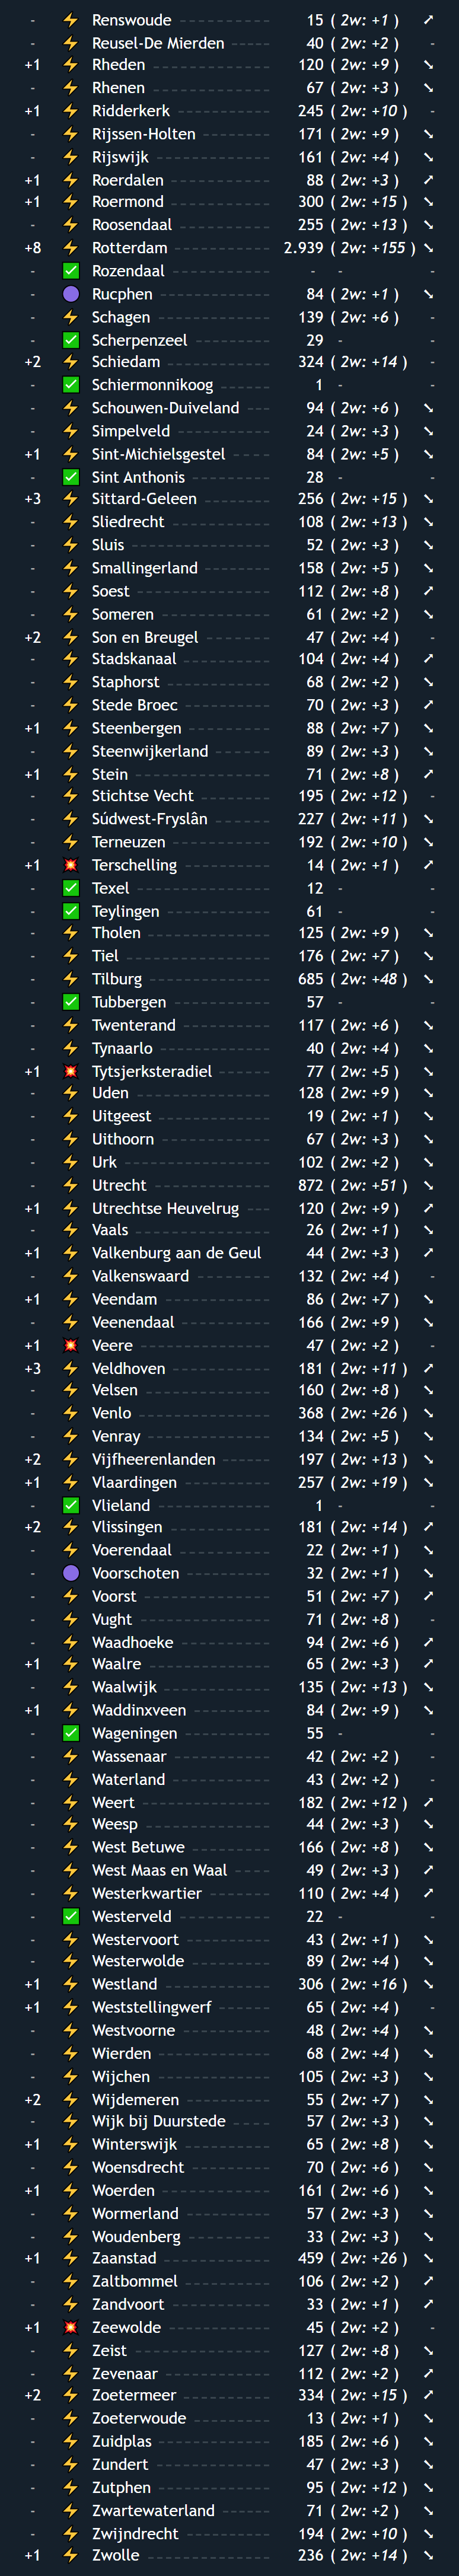 - ⚡ Renswoude 15 ( 2w: +1 ) ➚
- ⚡ Reusel-De Mierden 40 ( 2w: +2 ) -
+1 ⚡ Rheden 120 ( 2w: +9 ) ➘
- ⚡ Rhenen 67 ( 2w: +3 ) ➘
+1 ⚡ Ridderkerk 245 ( 2w: +10 ) -
- ⚡ Rijssen-Holten 171 ( 2w: +9 ) ➘
- ⚡ Rijswijk 161 ( 2w: +4 ) ➘
+1 ⚡ Roerdalen 88 ( 2w: +3 ) ➚
+1 ⚡ Roermond 300 ( 2w: +15 ) ➘
- ⚡ Roosendaal 255 ( 2w: +13 ) ➘
+8 ⚡ Rotterdam 2.939 ( 2w: +155 ) ➘
- ✅ Rozendaal - - -
- 🟣 Rucphen 84 ( 2w: +1 ) ➘
- ⚡ Schagen 139 ( 2w: +6 ) -
- ✅ Scherpenzeel 29 - -
+2 ⚡ Schiedam 324 ( 2w: +14 ) -
- ✅ Schiermonnikoog 1 - -
- ⚡ Schouwen-Duiveland 94 ( 2w: +6 ) ➘
- ⚡ Simpelveld 24 ( 2w: +3 ) ➘
+1 ⚡ Sint-Michielsgestel 84 ( 2w: +5 ) ➘
- ✅ Sint Anthonis 28 - -
+3 ⚡ Sittard-Geleen 256 ( 2w: +15 ) ➘
- ⚡ Sliedrecht 108 ( 2w: +13 ) ➘
- ⚡ Sluis 52 ( 2w: +3 ) ➘
- ⚡ Smallingerland 158 ( 2w: +5 ) ➘
- ⚡ Soest 112 ( 2w: +8 ) ➚
- ⚡ Someren 61 ( 2w: +2 ) ➘
+2 ⚡ Son en Breugel 47 ( 2w: +4 ) -
- ⚡ Stadskanaal 104 ( 2w: +4 ) ➚
- ⚡ Staphorst 68 ( 2w: +2 ) ➘
- ⚡ Stede Broec 70 ( 2w: +3 ) ➚
+1 ⚡ Steenbergen 88 ( 2w: +7 ) ➘
- ⚡ Steenwijkerland 89 ( 2w: +3 ) ➘
+1 ⚡ Stein 71 ( 2w: +8 ) ➚
- ⚡ Stichtse Vecht 195 ( 2w: +12 ) -
- ⚡ Súdwest-Fryslân 227 ( 2w: +11 ) ➘
- ⚡ Terneuzen 192 ( 2w: +10 ) ➘
+1 💥 Terschelling 14 ( 2w: +1 ) ➚
- ✅ Texel 12 - -
- ✅ Teylingen 61 - -
- ⚡ Tholen 125 ( 2w: +9 ) ➘
- ⚡ Tiel 176 ( 2w: +7 ) ➘
- ⚡ Tilburg 685 ( 2w: +48 ) ➘
- ✅ Tubbergen 57 - -
- ⚡ Twenterand 117 ( 2w: +6 ) ➘
- ⚡ Tynaarlo 40 ( 2w: +4 ) ➘
+1 💥 Tytsjerksteradiel 77 ( 2w: +5 ) ➘
- ⚡ Uden 128 ( 2w: +9 ) ➘
- ⚡ Uitgeest 19 ( 2w: +1 ) ➘
- ⚡ Uithoorn 67 ( 2w: +3 ) ➘
- ⚡ Urk 102 ( 2w: +2 ) ➘
- ⚡ Utrecht 872 ( 2w: +51 ) ➘
+1 ⚡ Utrechtse Heuvelrug 120 ( 2w: +9 ) ➚
- ⚡ Vaals 26 ( 2w: +1 ) ➘
+1 ⚡ Valkenburg aan de Geul 44 ( 2w: +3 ) ➚
- ⚡ Valkenswaard 132 ( 2w: +4 ) -
+1 ⚡ Veendam 86 ( 2w: +7 ) ➘
- ⚡ Veenendaal 166 ( 2w: +9 ) ➘
+1 💥 Veere 47 ( 2w: +2 ) -
+3 ⚡ Veldhoven 181 ( 2w: +11 ) ➚
- ⚡ Velsen 160 ( 2w: +8 ) ➘
- ⚡ Venlo 368 ( 2w: +26 ) ➘
- ⚡ Venray 134 ( 2w: +5 ) ➘
+2 ⚡ Vijfheerenlanden 197 ( 2w: +13 ) ➘
+1 ⚡ Vlaardingen 257 ( 2w: +19 ) ➘
- ✅ Vlieland 1 - -
+2 ⚡ Vlissingen 181 ( 2w: +14 ) ➚
- ⚡ Voerendaal 22 ( 2w: +1 ) ➘
- 🟣 Voorschoten 32 ( 2w: +1 ) ➘
- ⚡ Voorst 51 ( 2w: +7 ) ➚
- ⚡ Vught 71 ( 2w: +8 ) -
- ⚡ Waadhoeke 94 ( 2w: +6 ) ➚
+1 ⚡ Waalre 65 ( 2w: +3 ) ➚
- ⚡ Waalwijk 135 ( 2w: +13 ) ➘
+1 ⚡ Waddinxveen 84 ( 2w: +9 ) ➘
- ✅ Wageningen 55 - -
- ⚡ Wassenaar 42 ( 2w: +2 ) -
- ⚡ Waterland 43 ( 2w: +2 ) -
- ⚡ Weert 182 ( 2w: +12 ) ➚
- ⚡ Weesp 44 ( 2w: +3 ) ➘
- ⚡ West Betuwe 166 ( 2w: +8 ) ➘
- ⚡ West Maas en Waal 49 ( 2w: +3 ) ➚
- ⚡ Westerkwartier 110 ( 2w: +4 ) ➚
- ✅ Westerveld 22 - -
- ⚡ Westervoort 43 ( 2w: +1 ) ➘
- ⚡ Westerwolde 89 ( 2w: +4 ) ➘
+1 ⚡ Westland 306 ( 2w: +16 ) ➘
+1 ⚡ Weststellingwerf 65 ( 2w: +4 ) -
- ⚡ Westvoorne 48 ( 2w: +4 ) ➘
- ⚡ Wierden 68 ( 2w: +4 ) ➘
- ⚡ Wijchen 105 ( 2w: +3 ) ➘
+2 ⚡ Wijdemeren 55 ( 2w: +7 ) ➘
- ⚡ Wijk bij Duurstede 57 ( 2w: +3 ) ➘
+1 ⚡ Winterswijk 65 ( 2w: +8 ) ➘
- ⚡ Woensdrecht 70 ( 2w: +6 ) ➘
+1 ⚡ Woerden 161 ( 2w: +6 ) ➘
- ⚡ Wormerland 57 ( 2w: +3 ) ➘
- ⚡ Woudenberg 33 ( 2w: +3 ) ➘
+1 ⚡ Zaanstad 459 ( 2w: +26 ) ➘
- ⚡ Zaltbommel 106 ( 2w: +2 ) ➚
- ⚡ Zandvoort 33 ( 2w: +1 ) ➚
+1 💥 Zeewolde 45 ( 2w: +2 ) -
- ⚡ Zeist 127 ( 2w: +8 ) ➘
- ⚡ Zevenaar 112 ( 2w: +2 ) ➚
+2 ⚡ Zoetermeer 334 ( 2w: +15 ) ➚
- ⚡ Zoeterwoude 13 ( 2w: +1 ) ➘
- ⚡ Zuidplas 185 ( 2w: +6 ) ➘
- ⚡ Zundert 47 ( 2w: +3 ) ➘
- ⚡ Zutphen 95 ( 2w: +12 ) ➘
- ⚡ Zwartewaterland 71 ( 2w: +2 ) ➘
- ⚡ Zwijndrecht 194 ( 2w: +10 ) ➘
+1 ⚡ Zwolle 236 ( 2w: +14 ) ➘